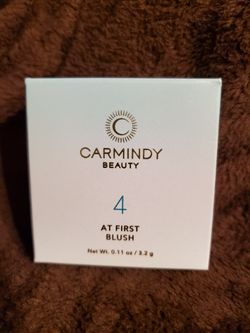 CARMINDY
BEAUTY
4
AT FIRST
BLUSH
Net Wt. 0.11 oz / 3.2 g